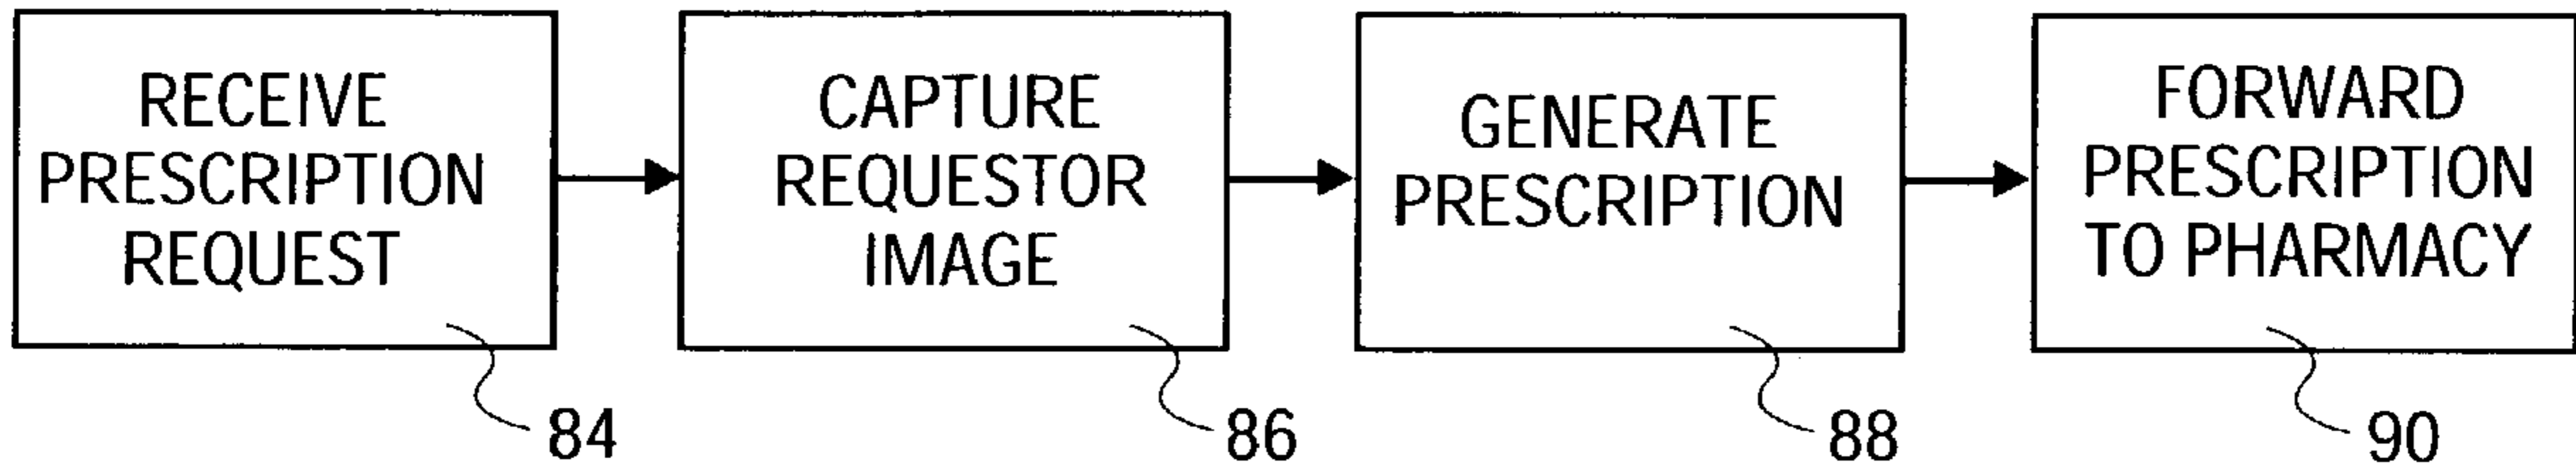 RECEIVE
PRESCRIPTION
REQUEST
84
CAPTURE
REQUESTOR
IMAGE
86
GENERATE
PRESCRIPTION
88
FORWARD
PRESCRIPTION
TO PHARMACY
90